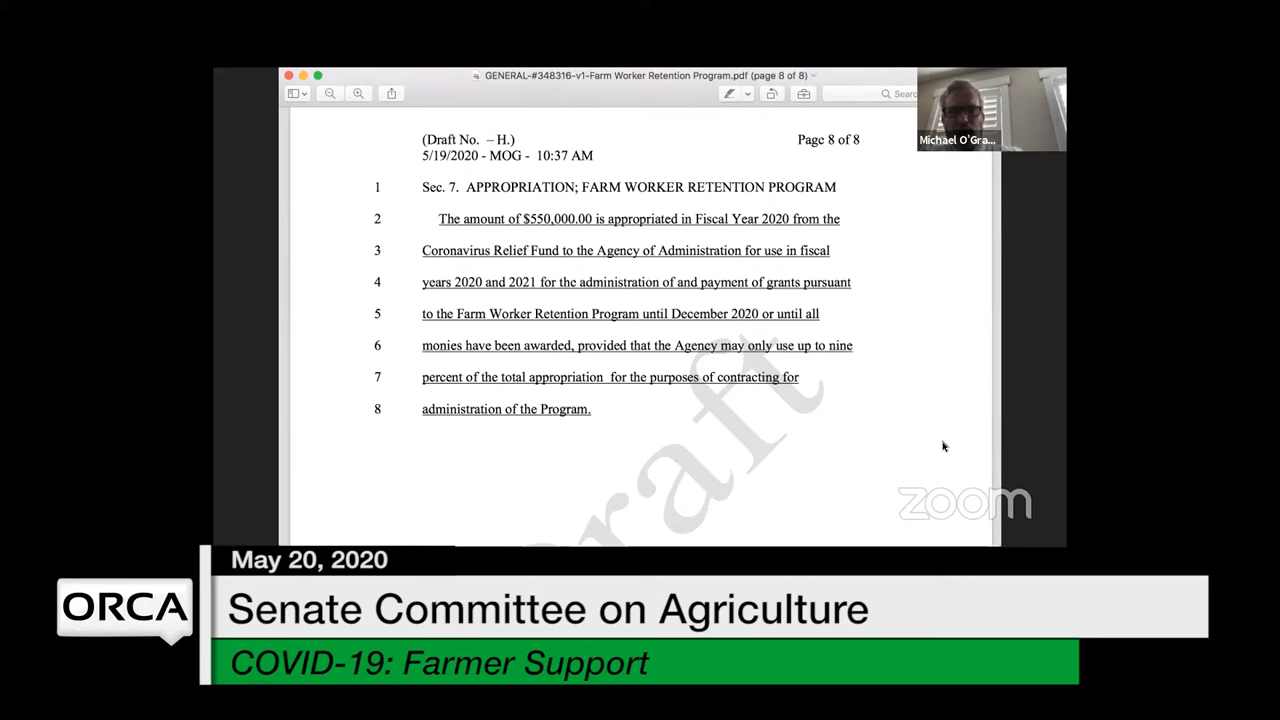 GENERAL-#348316-v1-Farm Worker Retention Program.pdf (page 8 of 8)
Searc
Michael O'Gra...
(Draft No. – H.) Page 8 of 8
5/19/2020 - MOG - 10:37 AM
1 Sec. 7. APPROPRIATION; FARM WORKER RETENTION PROGRAM
2 The amount of $550,000.00 is appropriated in Fiscal Year 2020 from the
3 Coronavirus Relief Fund to the Agency of Administration for use in fiscal
4 years 2020 and 2021 for the administration of and payment of grants pursuant
5 to the Farm Worker Retention Program until December 2020 or until all
6 monies have been awarded, provided that the Agency may only use up to nine
7 percent of the total appropriation for the purposes of contracting for
8 administration of the Program.
Draft
zoom
May 20, 2020
ORCA
Senate Committee on Agriculture
COVID-19: Farmer Support